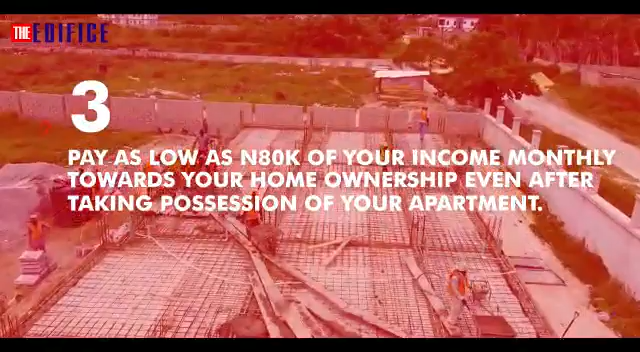 THE EDIFICE
3
PAY AS LOW AS N80K OF YOUR INCOME MONTHLY
TOWARDS YOUR HOME OWNERSHIP EVEN AFTER
TAKING POSSESSION OF YOUR APARTMENT.